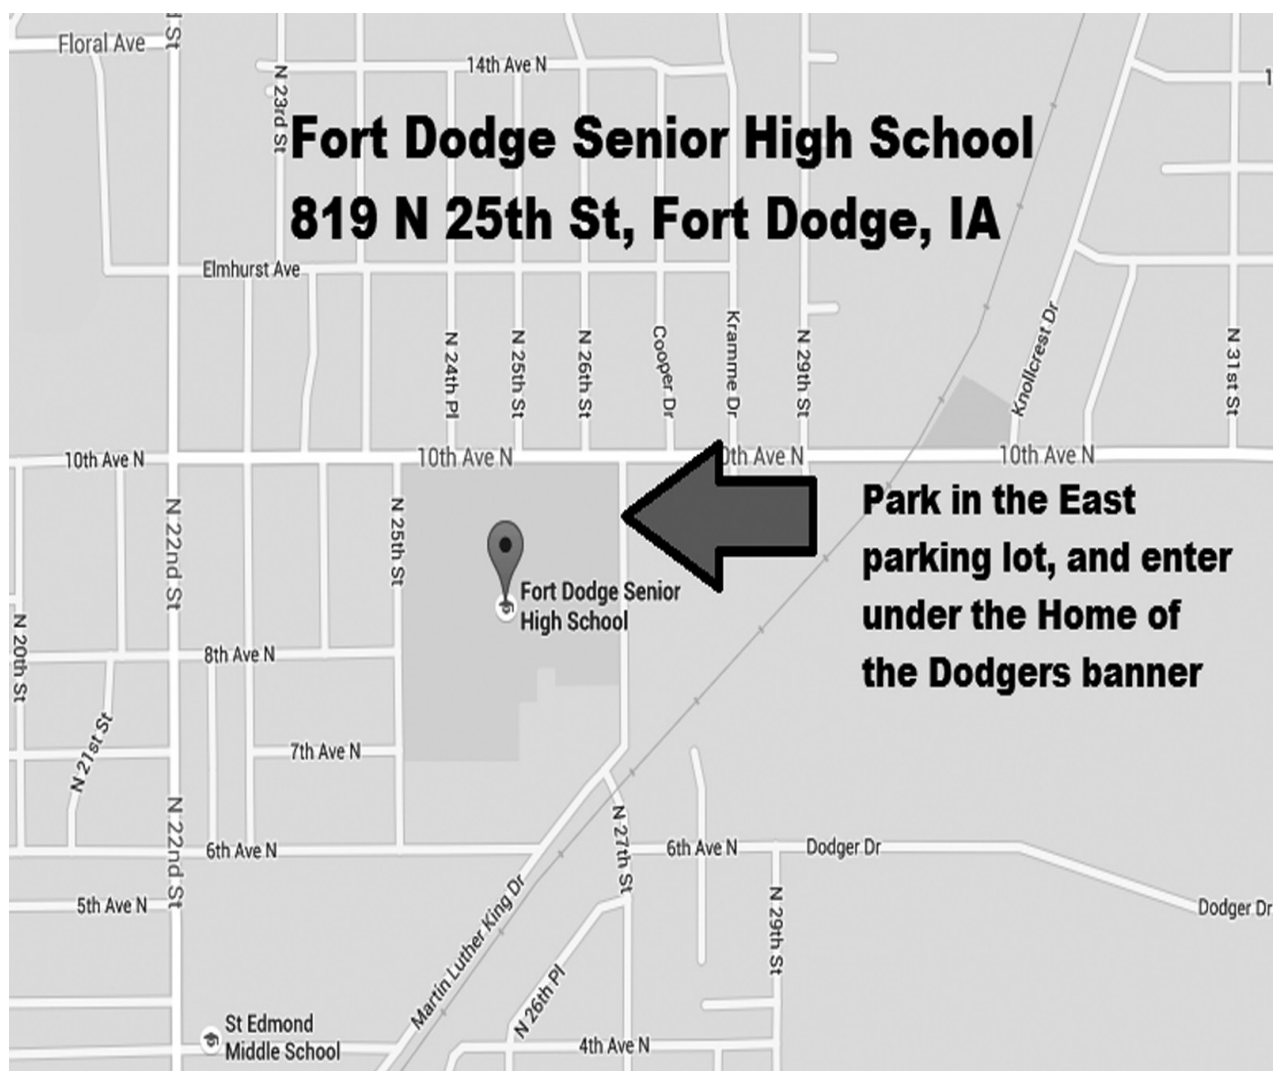 Floral Ave
d St
14th Ave N
N 23rd St
1
Fort Dodge Senior High School
819 N 25th St, Fort Dodge, IA
Elmhurst Ave
N 24th Pl
N 25th St
N 26th St
Cooper Dr
Kramme Dr
N 29th St
Knollcrest Dr
N 31st St
10th Ave N
10th Ave N
0th Ave N
10th Ave N
N 22nd St
N 25th St
Park in the East
parking lot, and enter
under the Home of
the Dodgers banner
Fort Dodge Senior
High School
N 20th St
8th Ave N
N 21st St
7th Ave N
N 22nd St
6th Ave N
N 27th St
6th Ave N
Dodger Dr
5th Ave N
Martin Luther King Dr
N 29th St
Dodger Dr
N 26th Pl
St Edmond
Middle School
4th Ave N